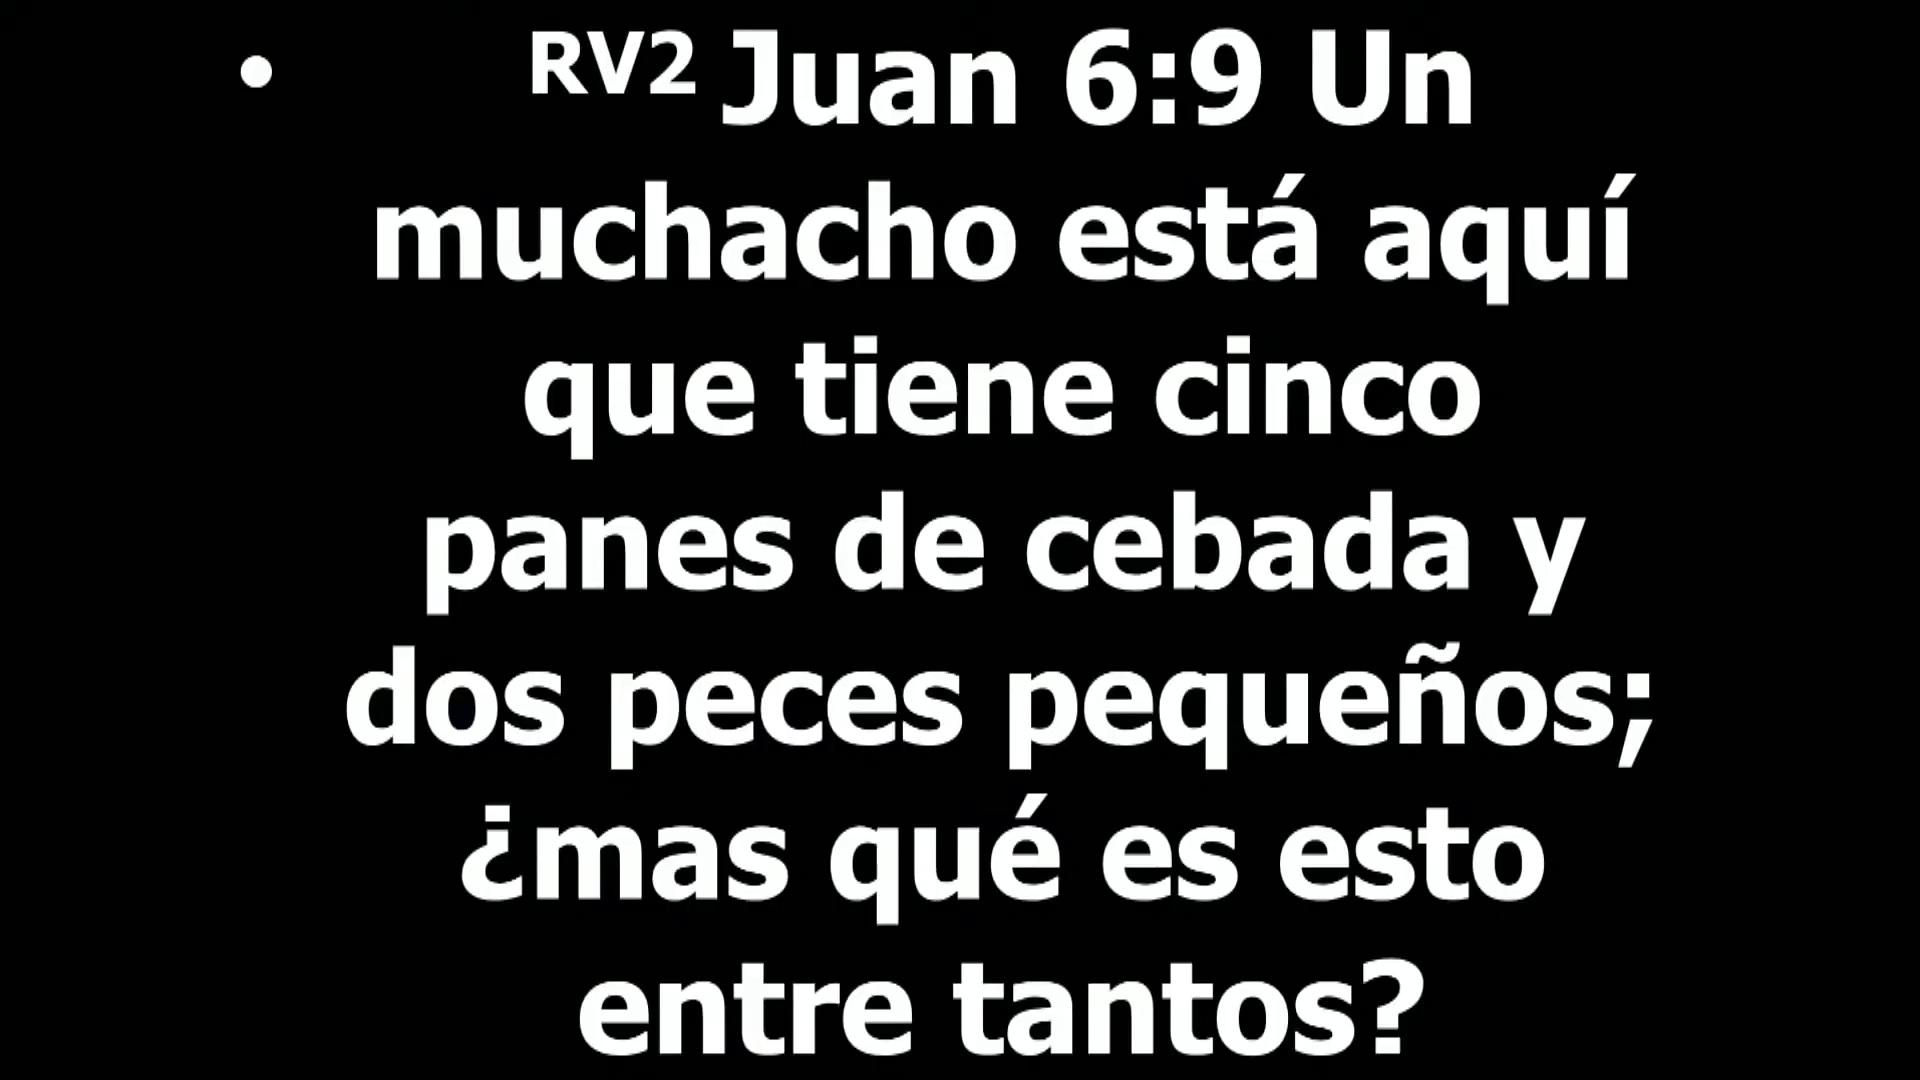 • RV2 Juan 6:9 Un
muchacho está aquí
que tiene cinco
panes de cebada y
dos peces pequeños;
¿mas qué es esto
entre tantos?